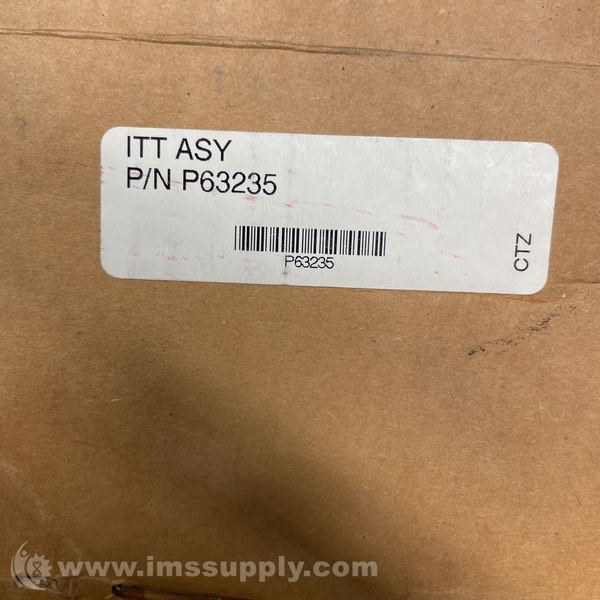 ITT ASY
P/N P63235
P63235
CTZ
www.imssupply.com